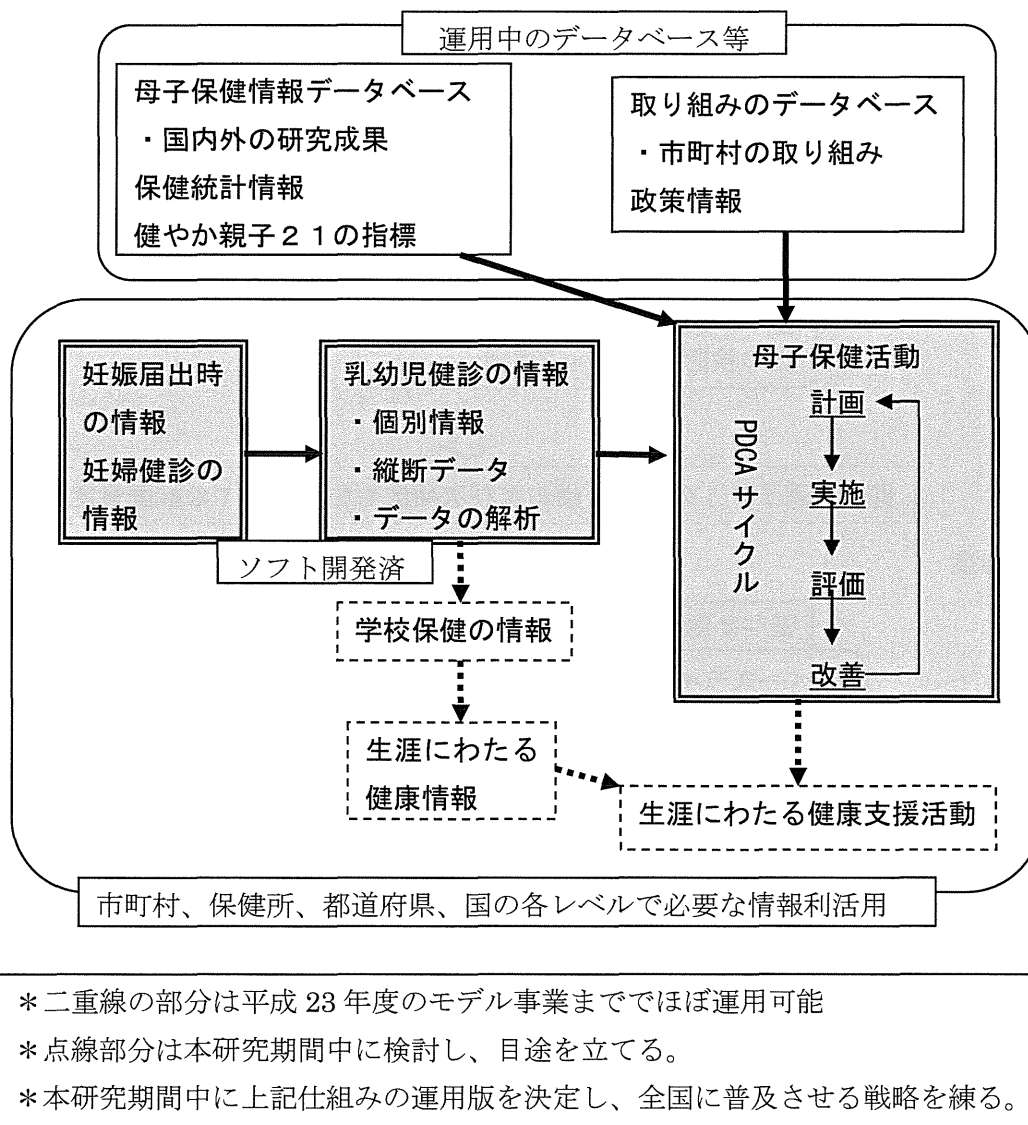 運用中のデータベース等
母子保健情報データベース
・国内外の研究成果
保健統計情報
健やか親子２１の指標
取り組みのデータベース
・市町村の取り組み
政策情報
妊娠届出時
の情報
妊婦健診の
情報
乳幼児健診の情報
・個別情報
・縦断データ
・データの解析
ソフト開発済
母子保健活動
PDCAサイクル
計画
実施
評価
改善
学校保健の情報
生涯にわたる
健康情報
生涯にわたる健康支援活動
市町村、保健所、都道府県、国の各レベルで必要な情報利活用
＊二重線の部分は平成 23 年度のモデル事業まででほぼ運用可能
＊点線部分は本研究期間中に検討し、目途を立てる。
＊本研究期間中に上記仕組みの運用版を決定し、全国に普及させる戦略を練る。